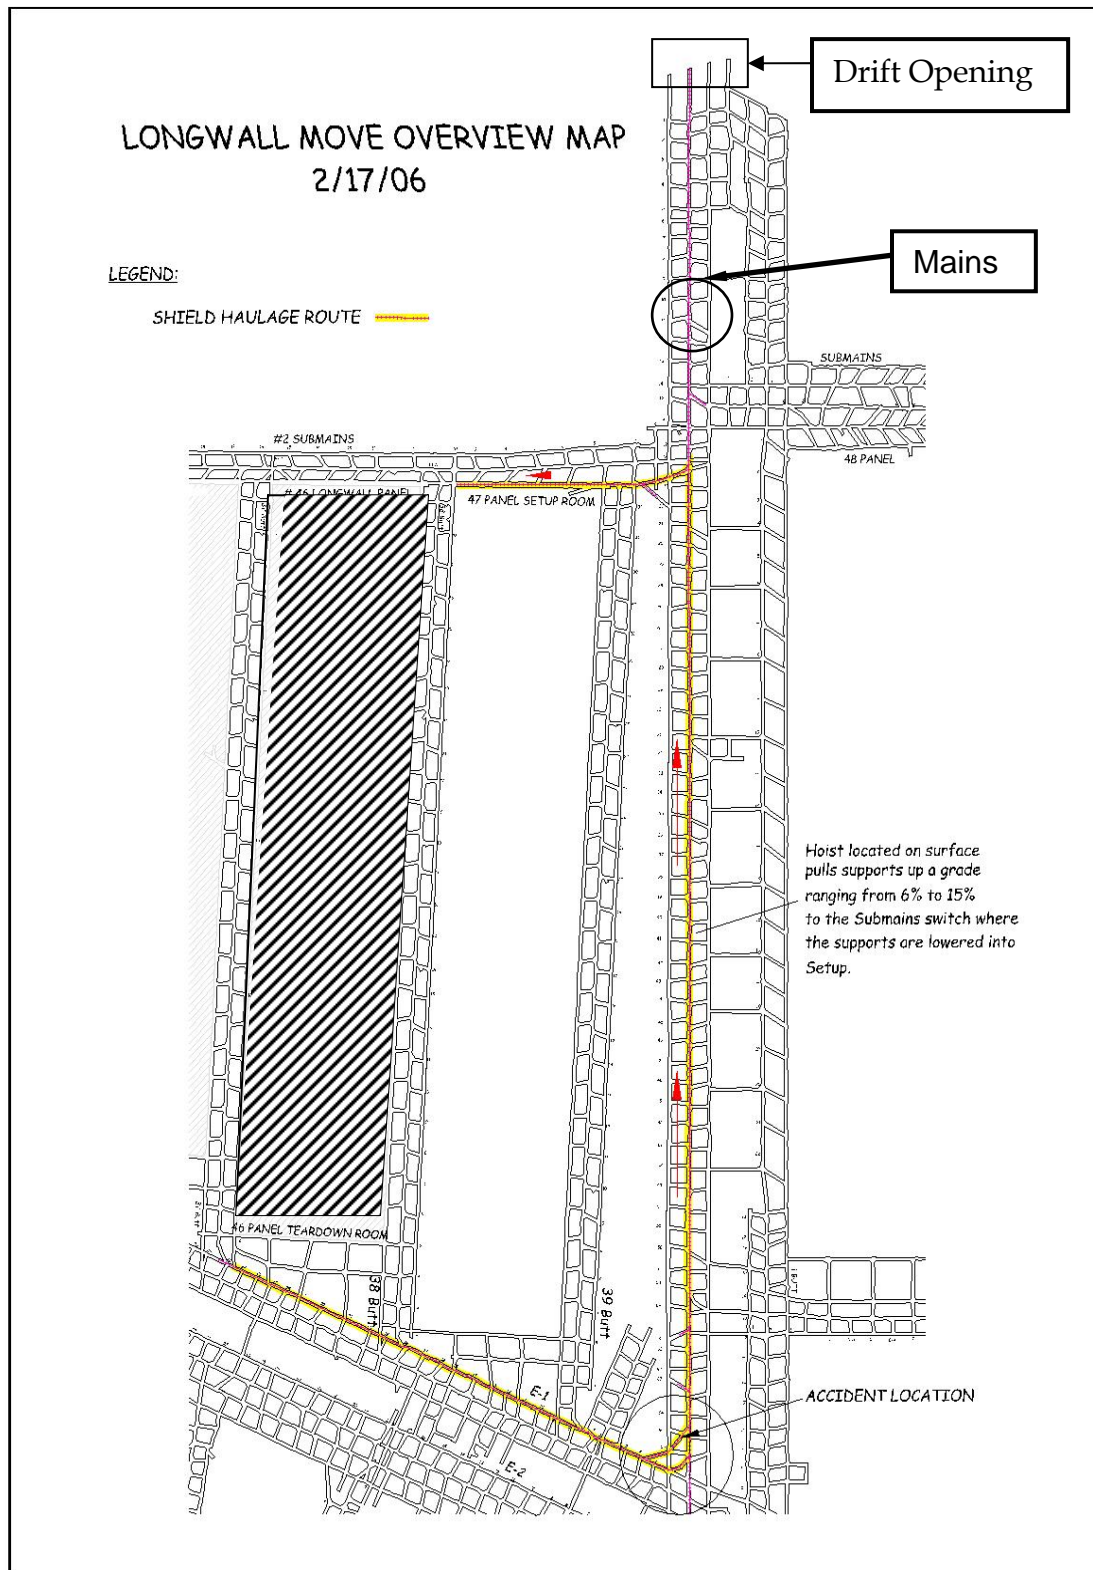 Drift Opening
LONGWALL MOVE OVERVIEW MAP
2/17/06
Mains
LEGEND:
SHIELD HAULAGE ROUTE
SUBMAINS
#2 SUBMAINS
48 PANEL
# 46 LONGWALL PANEL
47 PANEL SETUP ROOM
Hoist located on surface
pulls supports up a grade
ranging from 6% to 15%
to the Submains switch where
the supports are lowered into
Setup.
46 PANEL TEARDOWN ROOM
38 Butt
39 Butt
E-1
ACCIDENT LOCATION
E-2